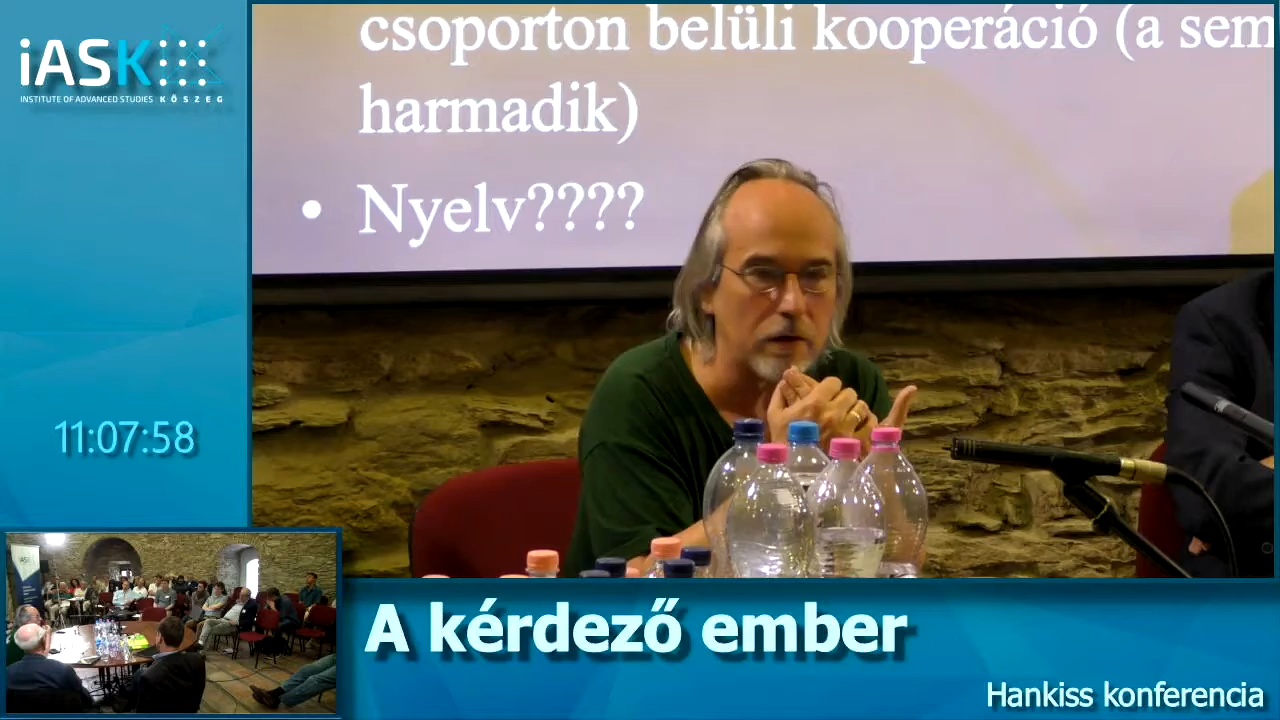 iASK
INSTITUTE OF ADVANCED STUDIES KŐSZEG
csoporton belüli kooperáció (a sem
harmadik)
• Nyelv????
11:07:58
iASK
A kérdező ember
Hankiss konferencia